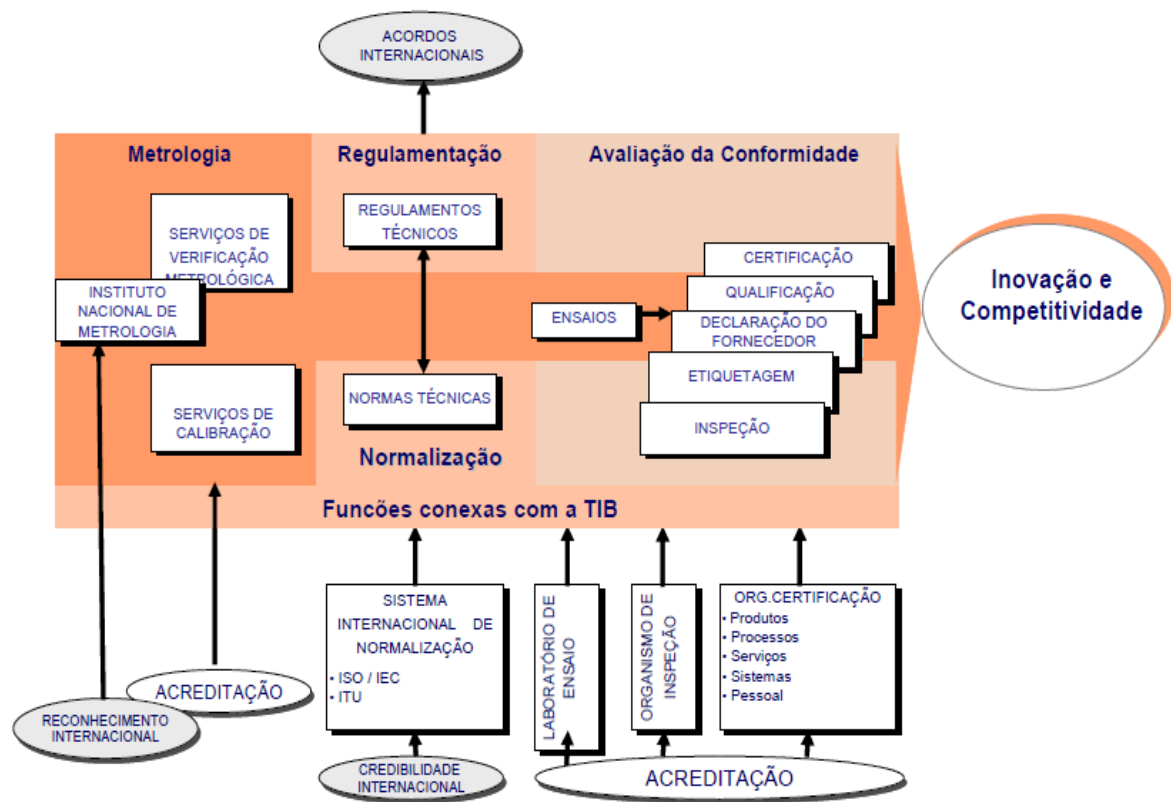 ACORDOS
INTERNACIONAIS
Metrologia
Regulamentação
Avaliação da Conformidade
SERVIÇOS DE
VERIFICAÇÃO
METROLÓGICA
INSTITUTO
NACIONAL DE
METROLOGIA
SERVIÇOS DE
CALIBRAÇÃO
REGULAMENTOS
TÉCNICOS
NORMAS TÉCNICAS
Normalização
ENSAIOS
CERTIFICAÇÃO
QUALIFICAÇÃO
DECLARAÇÃO DO
FORNECEDOR
ETIQUETAGEM
INSPEÇÃO
Inovação e
Competitividade
Funcões conexas com a TIB
SISTEMA
INTERNACIONAL DE
NORMALIZAÇÃO
• ISO / IEC
• ITU
LABORATÓRIO DE
ENSAIO
ORGANISMO DE
INSPEÇÃO
ORG.CERTIFICAÇÃO
• Produtos
• Processos
• Serviços
• Sistemas
• Pessoal
ACREDITAÇÃO
RECONHECIMENTO
INTERNACIONAL
CREDIBILIDADE
INTERNACIONAL
ACREDITAÇÃO